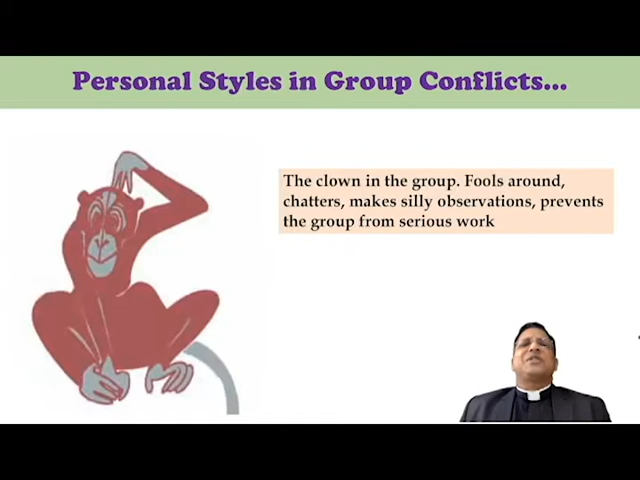 Personal Styles in Group Conflicts...
The clown in the group. Fools around,
chatters, makes silly observations, prevents
the group from serious work